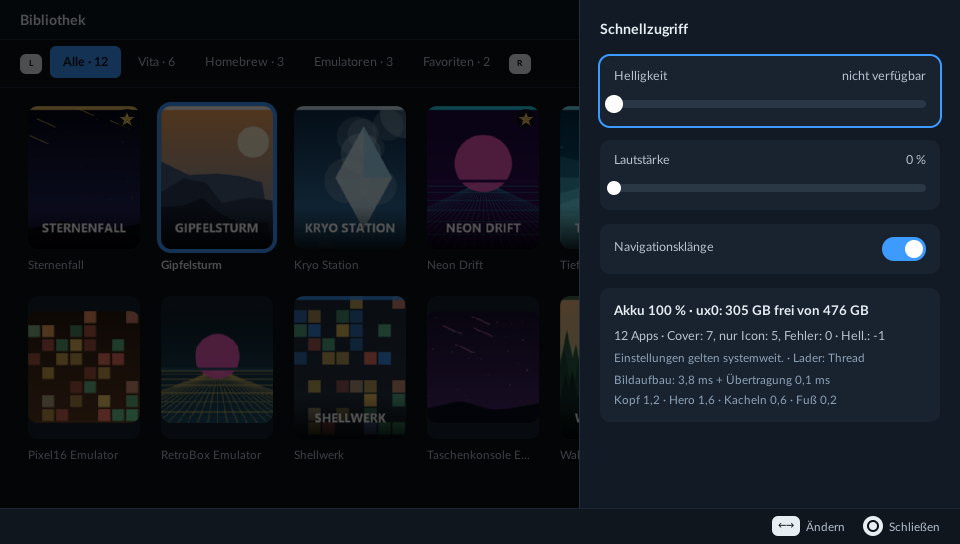 Bibliothek
L Alle · 12 Vita · 6 Homebrew · 3 Emulatoren · 3 Favoriten · 2 R
STERNENFALL GIPFELSTURM KRYO STATION NEON DRIFT
Sternenfall Gipfelsturm Kryo Station Neon Drift
SHELLWERK
Pixel16 Emulator RetroBox Emulator Shellwerk Taschenkonsole E...
Schnellzugriff
Helligkeit nicht verfügbar
Lautstärke 0 %
Navigationsklänge
Akku 100 % · ux0: 305 GB frei von 476 GB
12 Apps · Cover: 7, nur Icon: 5, Fehler: 0 · Hell.: -1
Einstellungen gelten systemweit. · Lader: Thread
Bildaufbau: 3,8 ms + Übertragung 0,1 ms
Kopf 1,2 · Hero 1,6 · Kacheln 0,6 · Fuß 0,2
Ändern Schließen